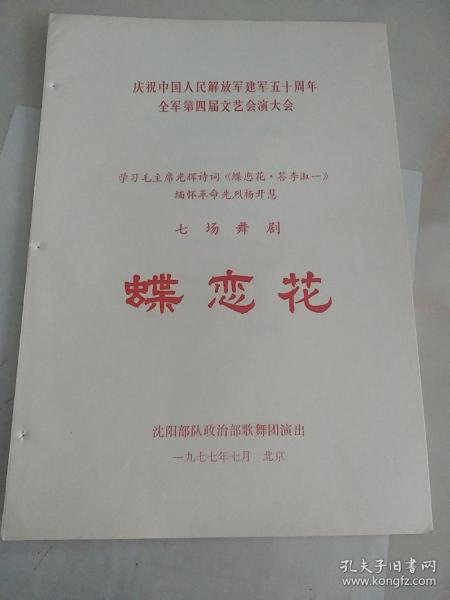 庆祝中国人民解放军建军五十周年
全军第四届文艺会演大会
学习毛主席光辉诗词《蝶恋花·答李淑一》
缅怀革命先烈杨开慧
七场舞剧
蝶恋花
沈阳部队政治部歌舞团演出
一九七七年七月 北京
孔夫子旧书网
www.kongfz.com